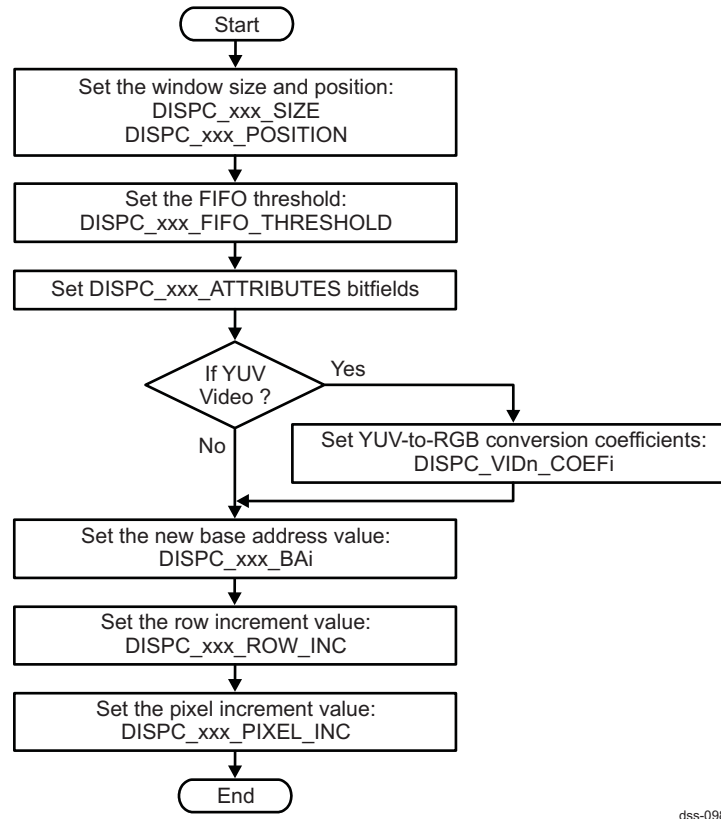 Start
Set the window size and position:
DISPC_xxx_SIZE
DISPC_xxx_POSITION
Set the FIFO threshold:
DISPC_xxx_FIFO_THRESHOLD
Set DISPC_xxx_ATTRIBUTES bitfields
If YUV
Video ?
Yes
No
Set YUV-to-RGB conversion coefficients:
DISPC_VIDn_COEFi
Set the new base address value:
DISPC_xxx_BAi
Set the row increment value:
DISPC_xxx_ROW_INC
Set the pixel increment value:
DISPC_xxx_PIXEL_INC
End
dss-098